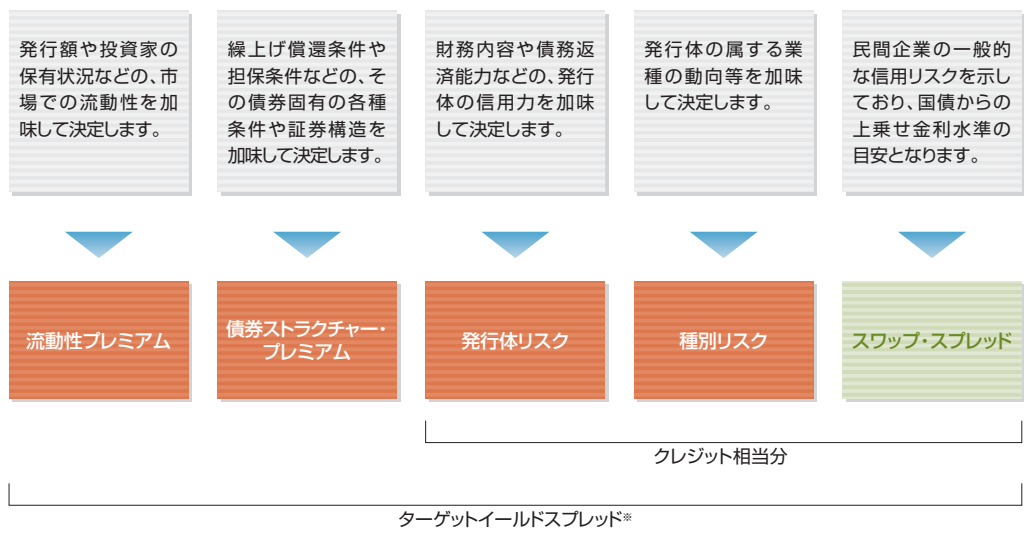 発行額や投資家の
保有状況などの、市
場での流動性を加
味して決定します。
繰上げ償還条件や
担保条件などの、そ
の債券固有の各種
条件や証券構造を
加味して決定します。
財務内容や債務返
済能力などの、発行
体の信用力を加味
して決定します。
発行体の属する業
種の動向等を加味
して決定します。
民間企業の一般的
な信用リスクを示し
ており、国債からの
上乗せ金利水準の
目安となります。
流動性プレミアム
債券ストラクチャー・
プレミアム
発行体リスク
種別リスク
スワップ・スプレッド
クレジット相当分
ターゲットイールドスプレッド※